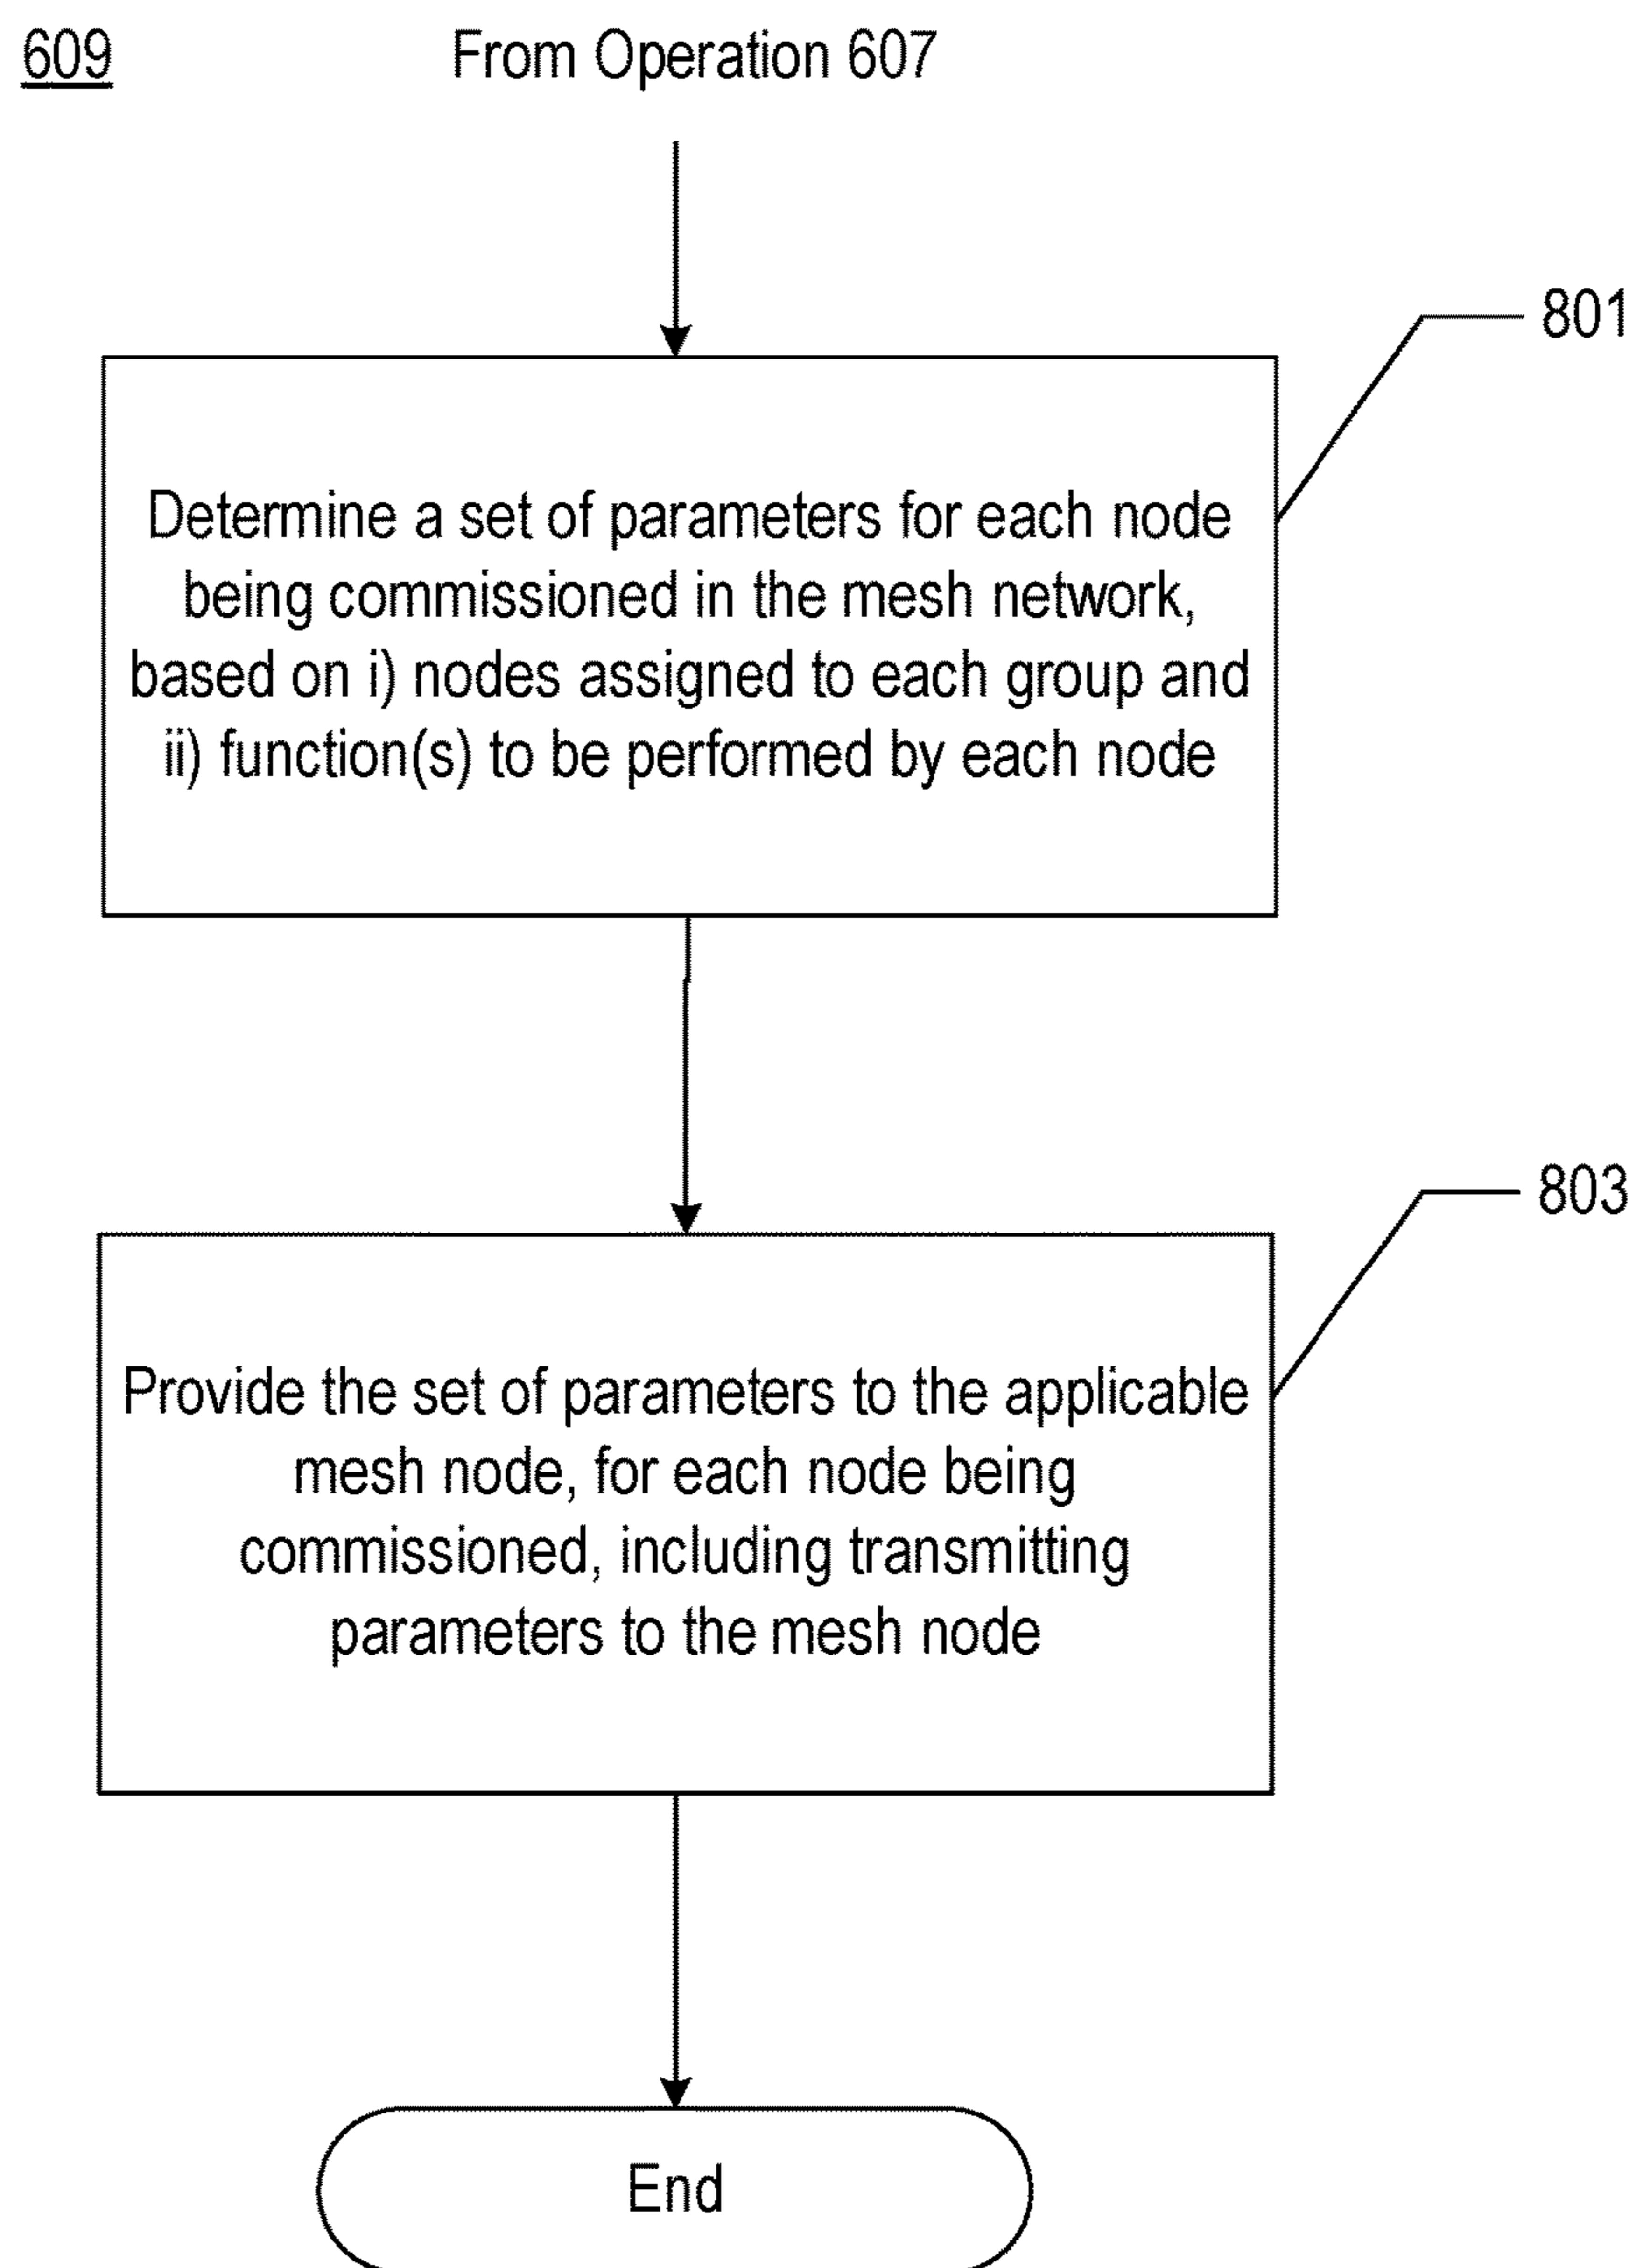 609
From Operation 607
801
Determine a set of parameters for each node
being commissioned in the mesh network,
based on i) nodes assigned to each group and
ii) function(s) to be performed by each node
803
Provide the set of parameters to the applicable
mesh node, for each node being
commissioned, including transmitting
parameters to the mesh node
End